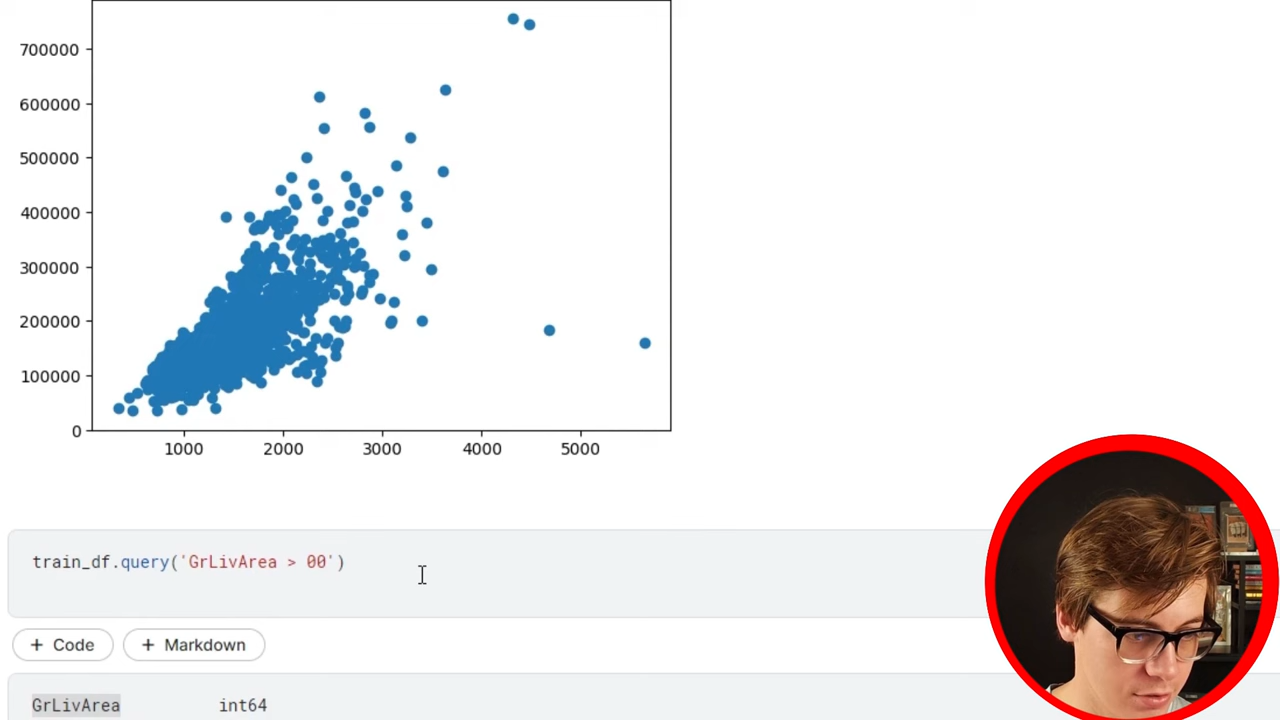 700000
600000
500000
400000
300000
200000
100000
0
1000 2000 3000 4000 5000
train_df.query('GrLivArea > 00')
+ Code + Markdown
GrLivArea int64